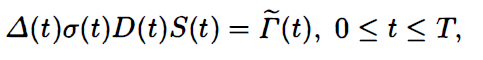 Δ(t)σ(t)D(t)S(t) = Γ̃(t), 0 ≤ t ≤ T,